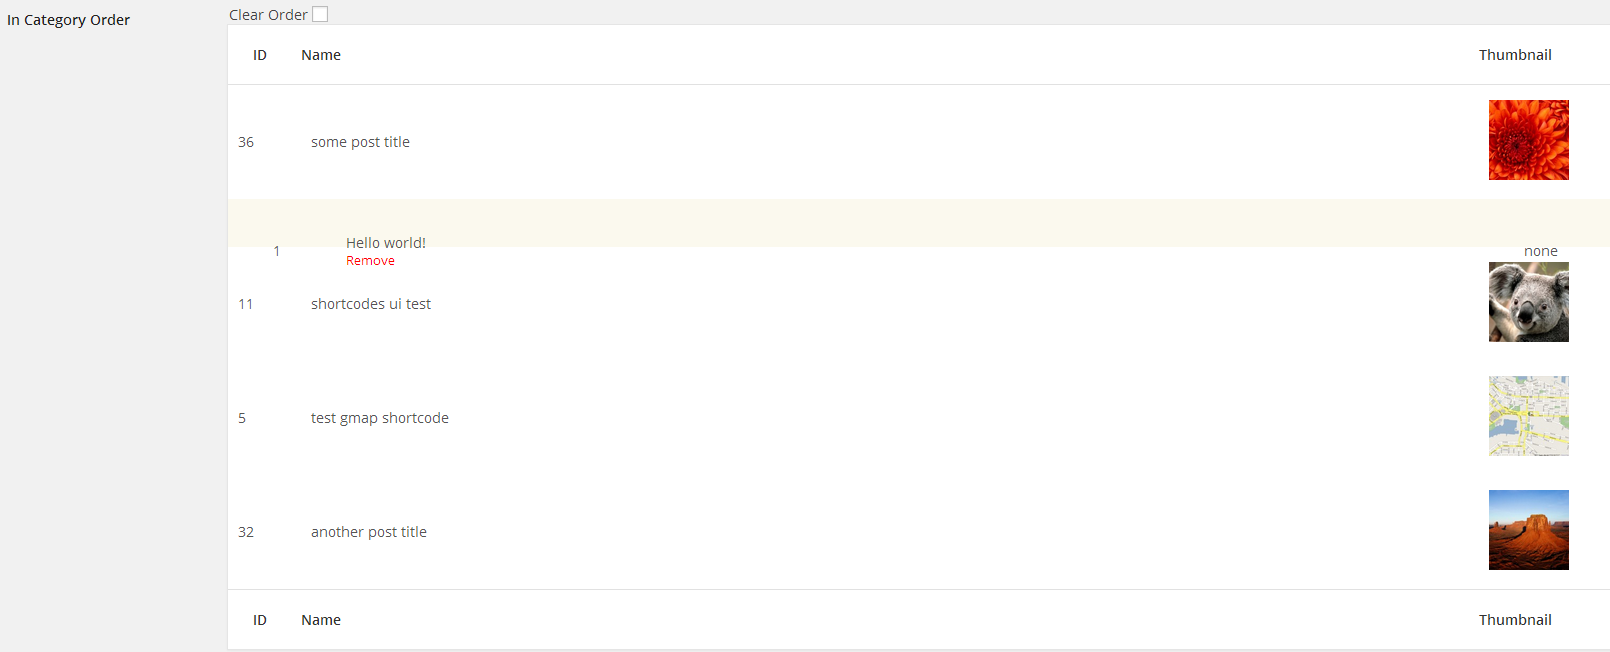 In Category Order
Clear Order
ID Name Thumbnail
36 some post title
1 Hello world! none
Remove
11 shortcodes ui test
5 test gmap shortcode
32 another post title
ID Name Thumbnail